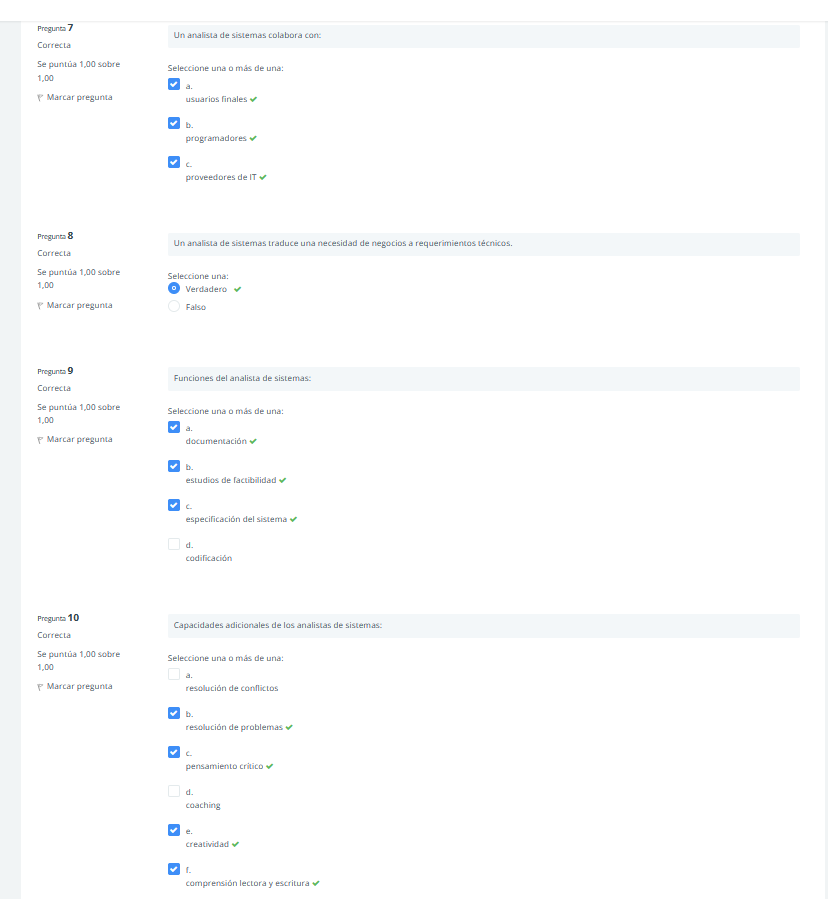 Pregunta 7
Correcta
Se puntúa 1,00 sobre
1,00
Marcar pregunta
Un analista de sistemas colabora con:
Seleccione una o más de una:
a.
usuarios finales
b.
programadores
c.
proveedores de IT
Pregunta 8
Correcta
Se puntúa 1,00 sobre
1,00
Marcar pregunta
Un analista de sistemas traduce una necesidad de negocios a requerimientos técnicos.
Seleccione una:
Verdadero
Falso
Pregunta 9
Correcta
Se puntúa 1,00 sobre
1,00
Marcar pregunta
Funciones del analista de sistemas:
Seleccione una o más de una:
a.
documentación
b.
estudios de factibilidad
c.
especificación del sistema
d.
codificación
Pregunta 10
Correcta
Se puntúa 1,00 sobre
1,00
Marcar pregunta
Capacidades adicionales de los analistas de sistemas:
Seleccione una o más de una:
a.
resolución de conflictos
b.
resolución de problemas
c.
pensamiento crítico
d.
coaching
e.
creatividad
f.
comprensión lectora y escritura